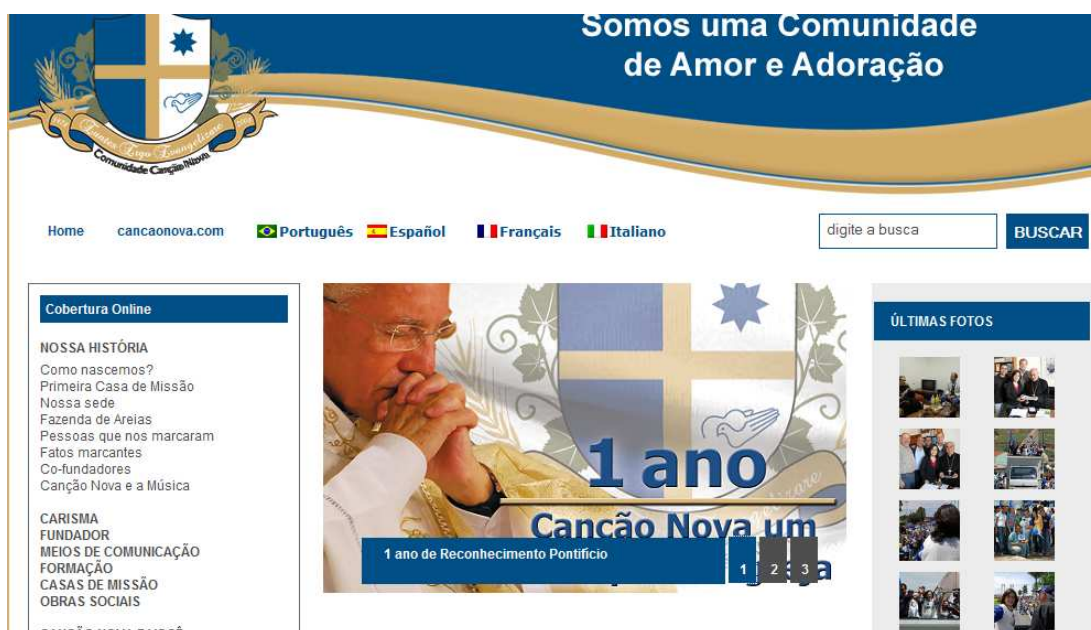 Somos uma Comunidade
de Amor e Adoração
Comunidade Canção Nova
Home
cancaonova.com
Português
Español
Français
Italiano
digite a busca
BUSCAR
Cobertura Online
NOSSA HISTÓRIA
Como nascemos?
Primeira Casa de Missão
Nossa sede
Fazenda de Areias
Pessoas que nos marcaram
Fatos marcantes
Co-fundadores
Canção Nova e a Música
CARISMA
FUNDADOR
MEIOS DE COMUNICAÇÃO
FORMAÇÃO
CASAS DE MISSÃO
OBRAS SOCIAIS
1 ano
Canção Nova um
1 ano de Reconhecimento Pontifício
1 2 3
ÚLTIMAS FOTOS